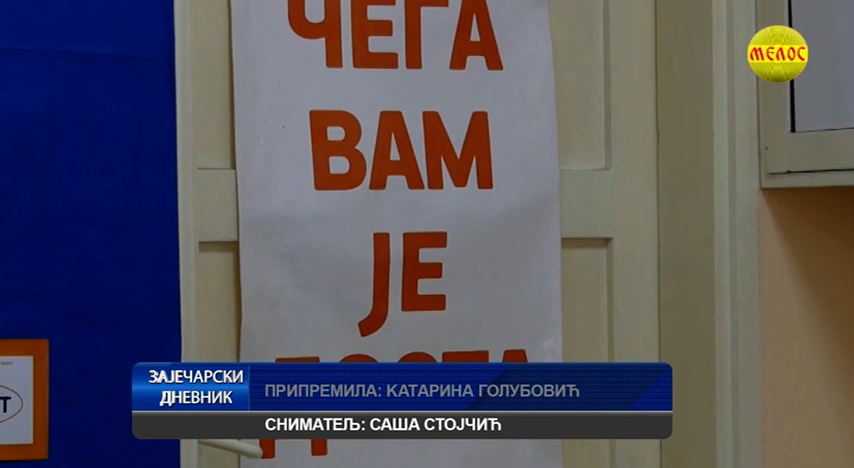 ЧЕГА
ВАМ
ЈЕ
МЕЛОС
ЗАЈЕЧАРСКИ
ДНЕВНИК
ПРИПРЕМИЛА: КАТАРИНА ГОЛУБОВИЋ
СНИМАТЕЉ: САША СТОЈЧИЋ